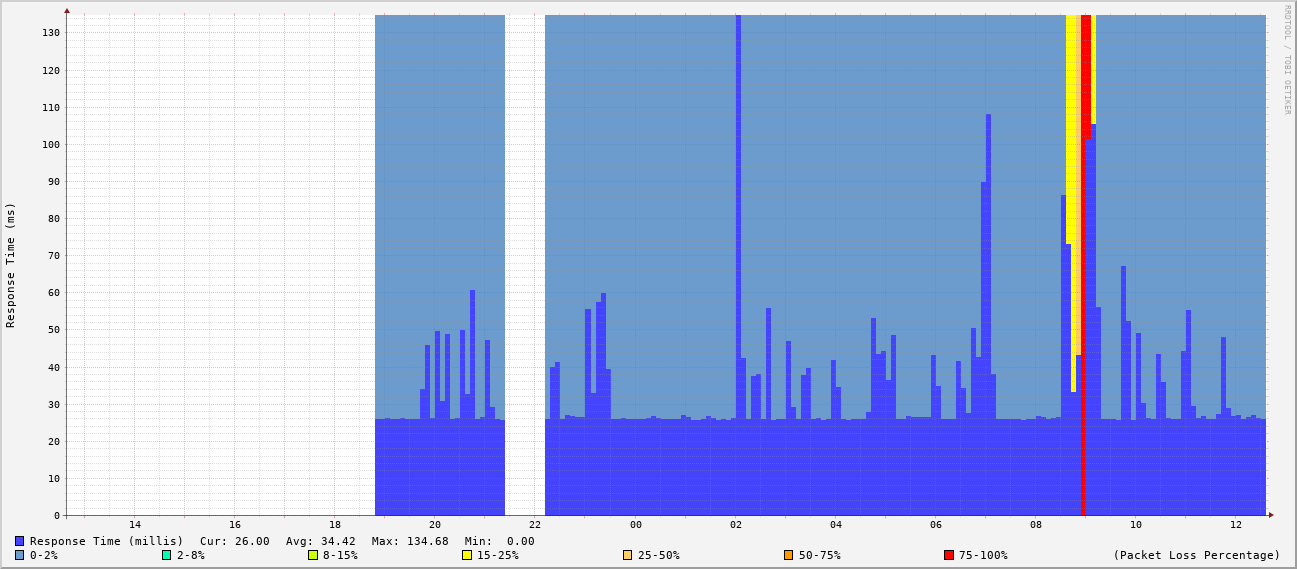 RRDTOOL / TOBI OETIKER
Response Time (ms)
130
120
110
100
90
80
70
60
50
40
30
20
10
0
14 16 18 20 22 00 02 04 06 08 10 12
Response Time (millis) Cur: 26.00 Avg: 34.42 Max: 134.68 Min: 0.00
0-2% 2-8% 8-15% 15-25% 25-50% 50-75% 75-100% (Packet Loss Percentage)